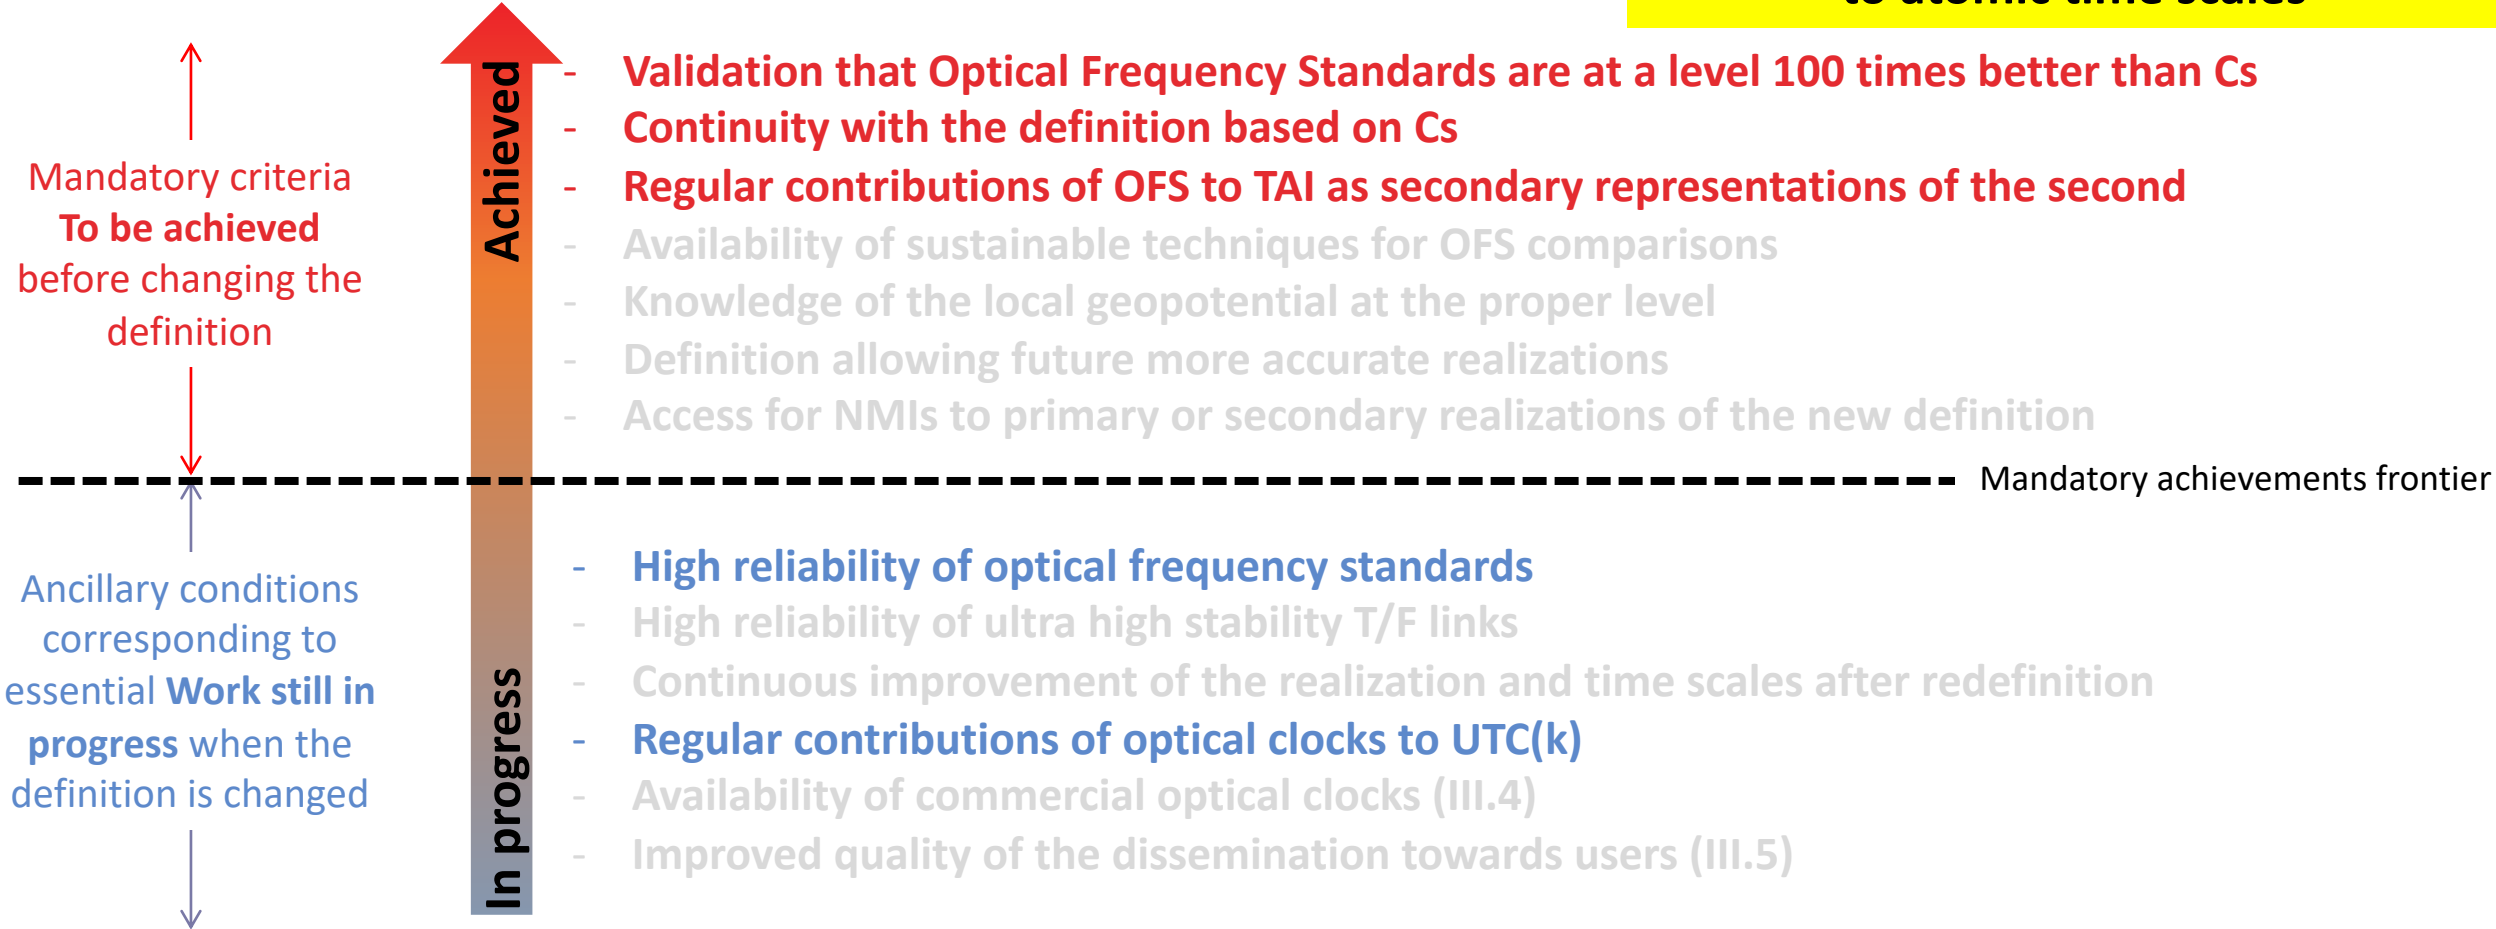 to atomic time scales
- Validation that Optical Frequency Standards are at a level 100 times better than Cs
- Continuity with the definition based on Cs
- Regular contributions of OFS to TAI as secondary representations of the second
- Availability of sustainable techniques for OFS comparisons
- Knowledge of the local geopotential at the proper level
- Definition allowing future more accurate realizations
- Access for NMIs to primary or secondary realizations of the new definition
Mandatory criteria
To be achieved
before changing the
definition
Achieved
Mandatory achievements frontier
- High reliability of optical frequency standards
- High reliability of ultra high stability T/F links
- Continuous improvement of the realization and time scales after redefinition
- Regular contributions of optical clocks to UTC(k)
- Availability of commercial optical clocks (III.4)
- Improved quality of the dissemination towards users (III.5)
Ancillary conditions
corresponding to
essential Work still in
progress when the
definition is changed
In progress